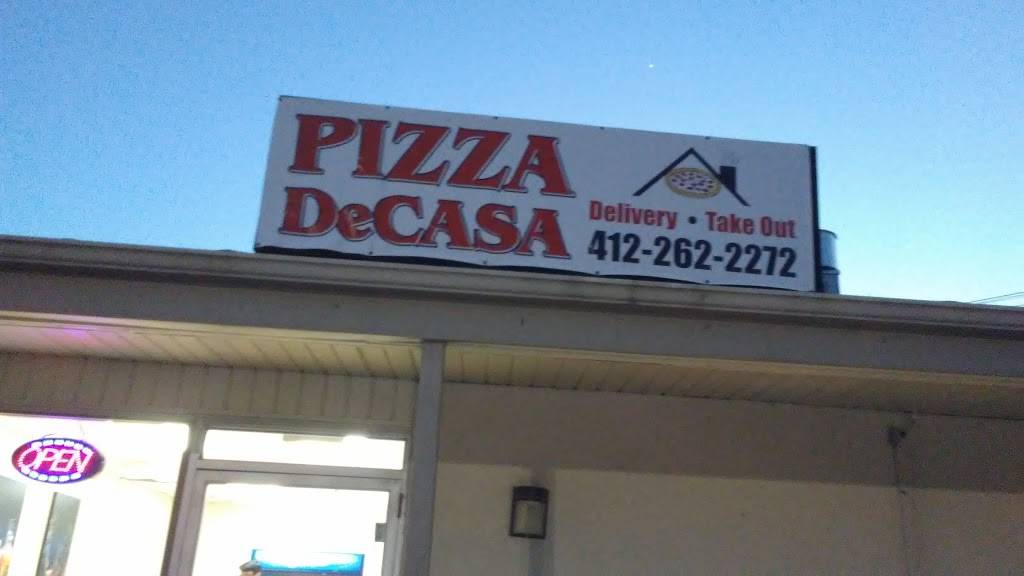 PIZZA
DeCASA
Delivery • Take Out
412-262-2272
OPEN